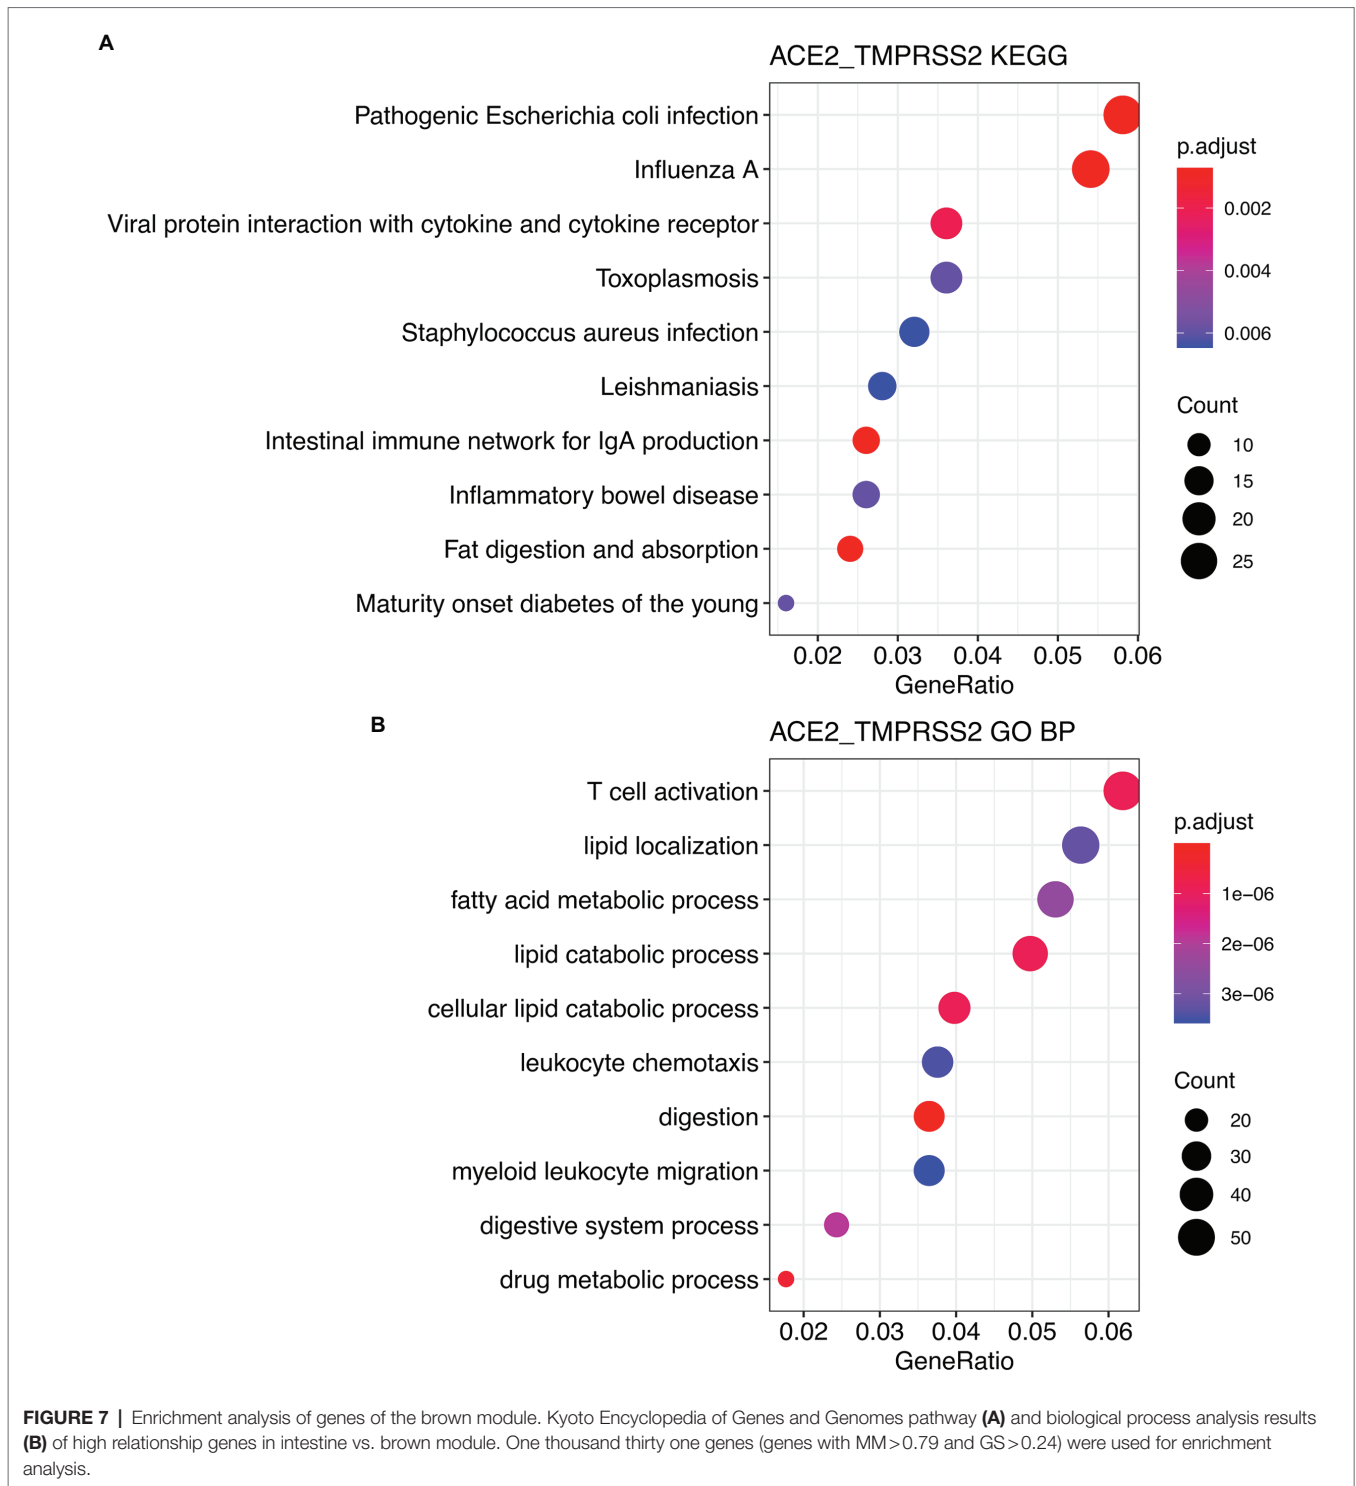 A
ACE2_TMPRSS2 KEGG
Pathogenic Escherichia coli infection
Influenza A
Viral protein interaction with cytokine and cytokine receptor
Toxoplasmosis
Staphylococcus aureus infection
Leishmaniasis
Intestinal immune network for IgA production
Inflammatory bowel disease
Fat digestion and absorption
Maturity onset diabetes of the young
0.02 0.03 0.04 0.05 0.06
GeneRatio
p.adjust
0.002
0.004
0.006
Count
10
15
20
25
B
ACE2_TMPRSS2 GO BP
T cell activation
lipid localization
fatty acid metabolic process
lipid catabolic process
cellular lipid catabolic process
leukocyte chemotaxis
digestion
myeloid leukocyte migration
digestive system process
drug metabolic process
0.02 0.03 0.04 0.05 0.06
GeneRatio
p.adjust
1e−06
2e−06
3e−06
Count
20
30
40
50
FIGURE 7 | Enrichment analysis of genes of the brown module. Kyoto Encyclopedia of Genes and Genomes pathway (A) and biological process analysis results
(B) of high relationship genes in intestine vs. brown module. One thousand thirty one genes (genes with MM>0.79 and GS>0.24) were used for enrichment
analysis.